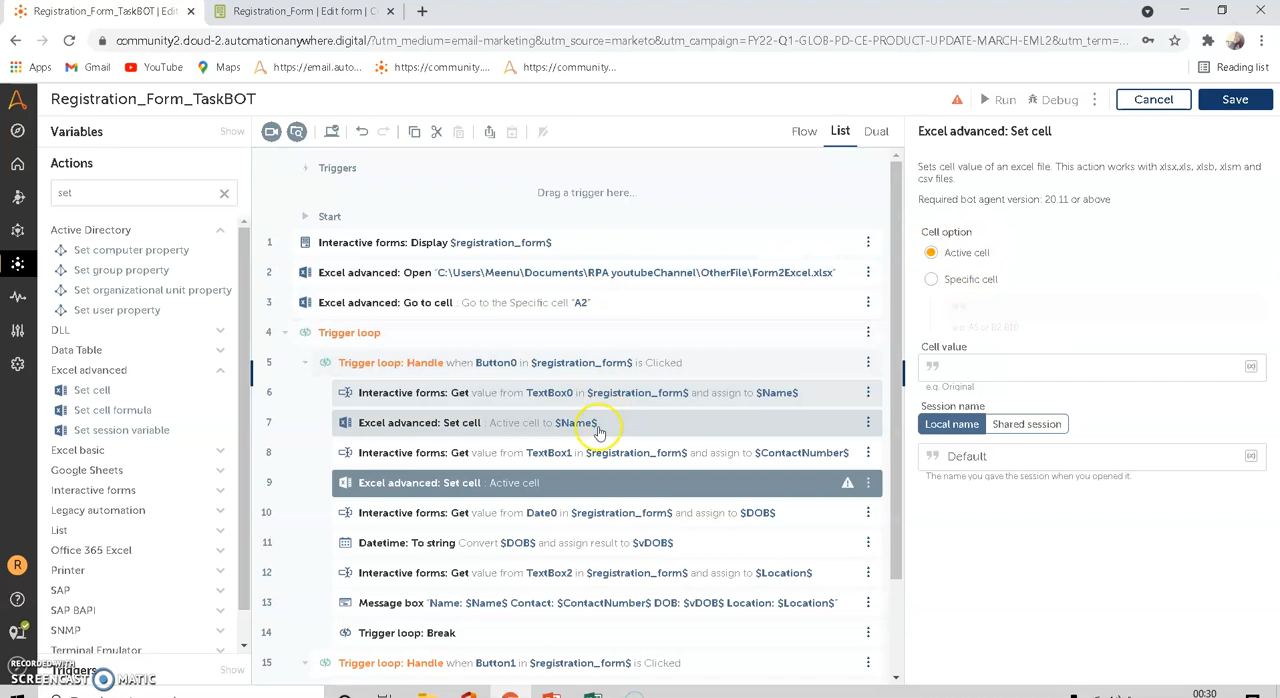 Registration_Form_TaskBOT | Edit
Registration_Form | Edit form | C
community2.cloud-2.automationanywhere.digital/?utm_medium=email-marketing&utm_source=marketo&utm_campaign=FY22-Q1-GLOB-PD-CE-PRODUCT-UPDATE-MARCH-EML2&utm_term=...
Apps
Gmail
YouTube
Maps
https://email.auto...
https://community....
https://community...
Reading list
Registration_Form_TaskBOT
Run
Debug
Cancel
Save
Variables
Show
Flow
List
Dual
Excel advanced: Set cell
Actions
set
Active Directory
Set computer property
Set group property
Set organizational unit property
Set user property
DLL
Data Table
Excel advanced
Set cell
Set cell formula
Set session variable
Excel basic
Google Sheets
Interactive forms
Legacy automation
List
Office 365 Excel
Printer
SAP
SAP BAPI
SNMP
Terminal Emulator
Triggers
Show
Triggers
Drag a trigger here...
Start
1 Interactive forms: Display $registration_form$
2 Excel advanced: Open "C:\Users\Meenu\Documents\RPA youtubeChannel\OtherFile\Form2Excel.xlsx"
3 Excel advanced: Go to cell : Go to the Specific cell "A2"
4 Trigger loop
5 Trigger loop: Handle when Button0 in $registration_form$ is Clicked
6 Interactive forms: Get value from TextBox0 in $registration_form$ and assign to $Name$
7 Excel advanced: Set cell : Active cell to $Name$
8 Interactive forms: Get value from TextBox1 in $registration_form$ and assign to $ContactNumber$
9 Excel advanced: Set cell : Active cell
10 Interactive forms: Get value from Date0 in $registration_form$ and assign to $DOB$
11 Datetime: To string Convert $DOB$ and assign result to $vDOB$
12 Interactive forms: Get value from TextBox2 in $registration_form$ and assign to $Location$
13 Message box "Name: $Name$ Contact: $ContactNumber$ DOB: $vDOB$ Location: $Location$"
14 Trigger loop: Break
15 Trigger loop: Handle when Button1 in $registration_form$ is Clicked
Sets cell value of an excel file. This action works with xlsx,xls, xlsb, xlsm and
csv files.
Required bot agent version: 20.11 or above
Cell option
Active cell
Specific cell
e.g. A5 or B2:B10
Cell value
(x)
e.g. Original
Session name
Local name
Shared session
Default
(x)
The name you gave the session when you opened it.
R
RECORDED WITH
SCREENCAST MATIC
00:30